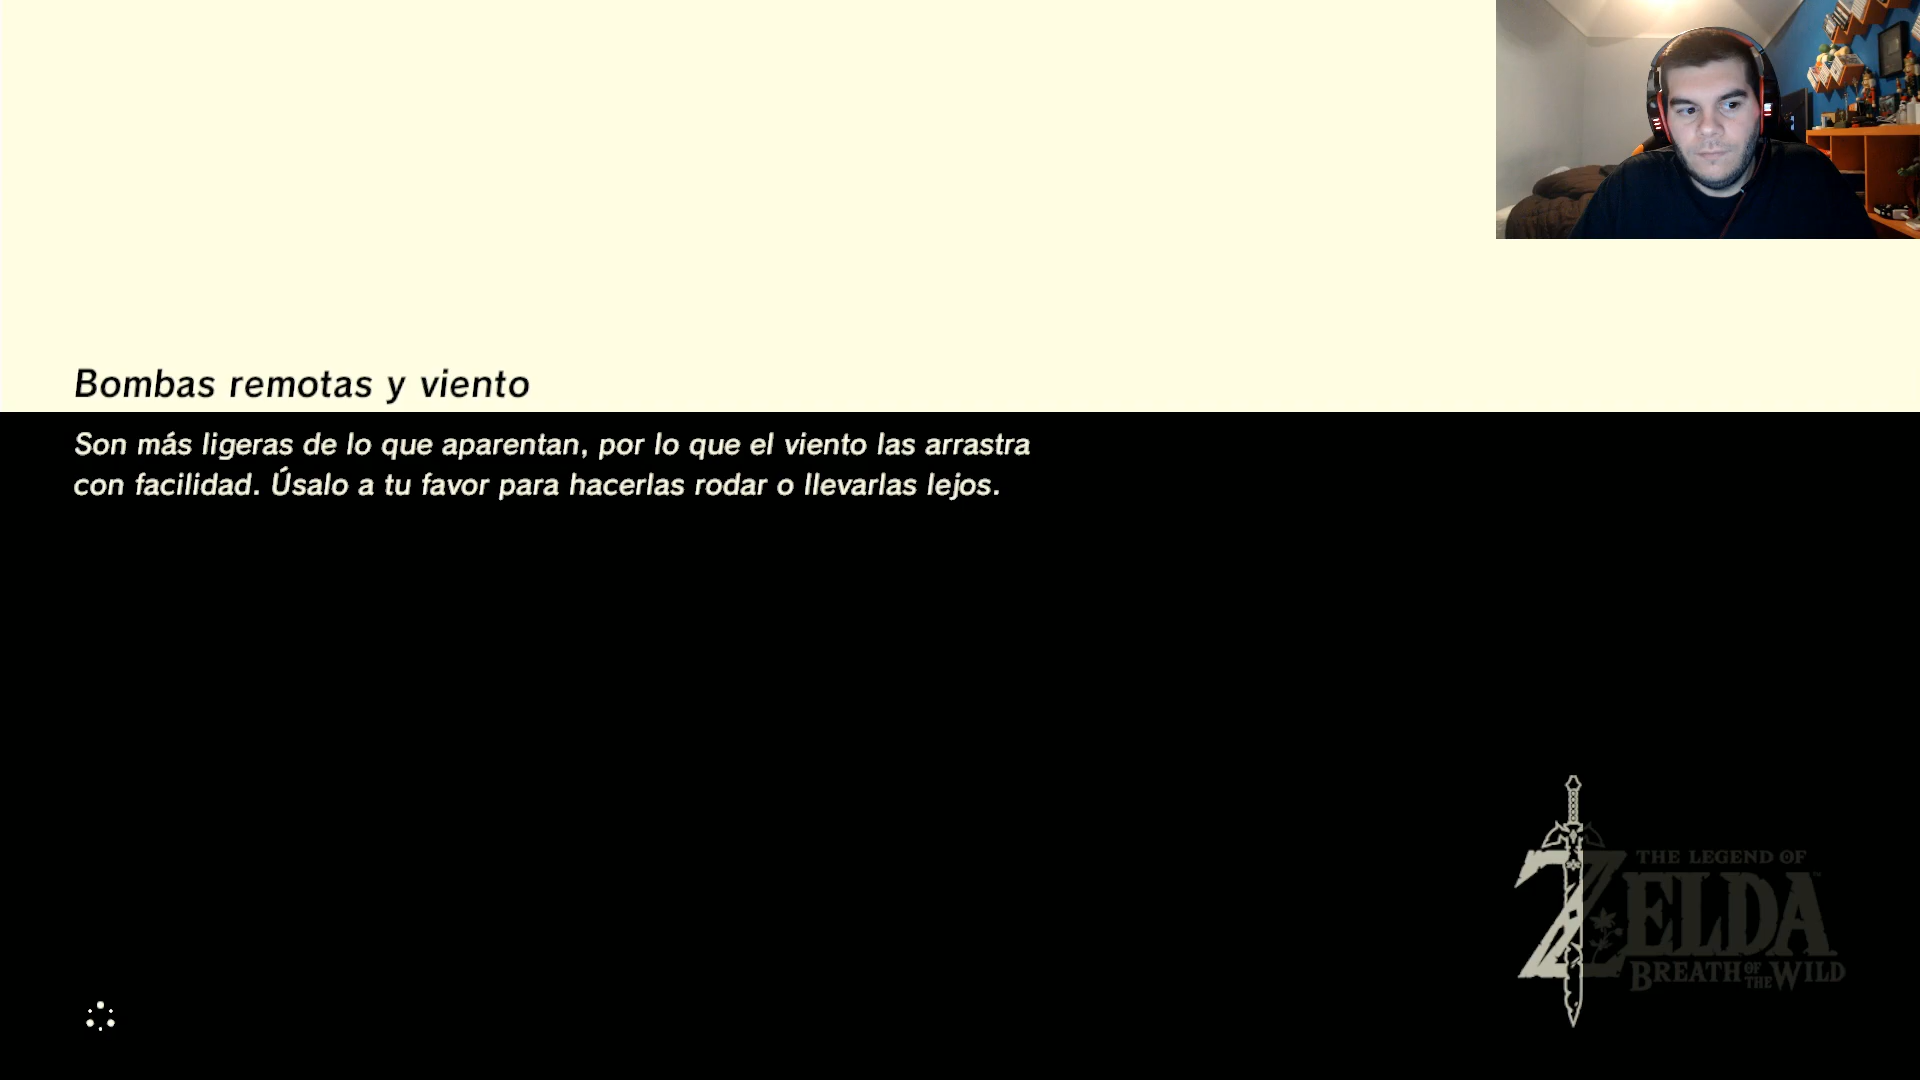 Bombas remotas y viento
Son más ligeras de lo que aparentan, por lo que el viento las arrastra
con facilidad. Úsalo a tu favor para hacerlas rodar o llevarlas lejos.
THE LEGEND OF
ZELDA
BREATH OF THE WILD